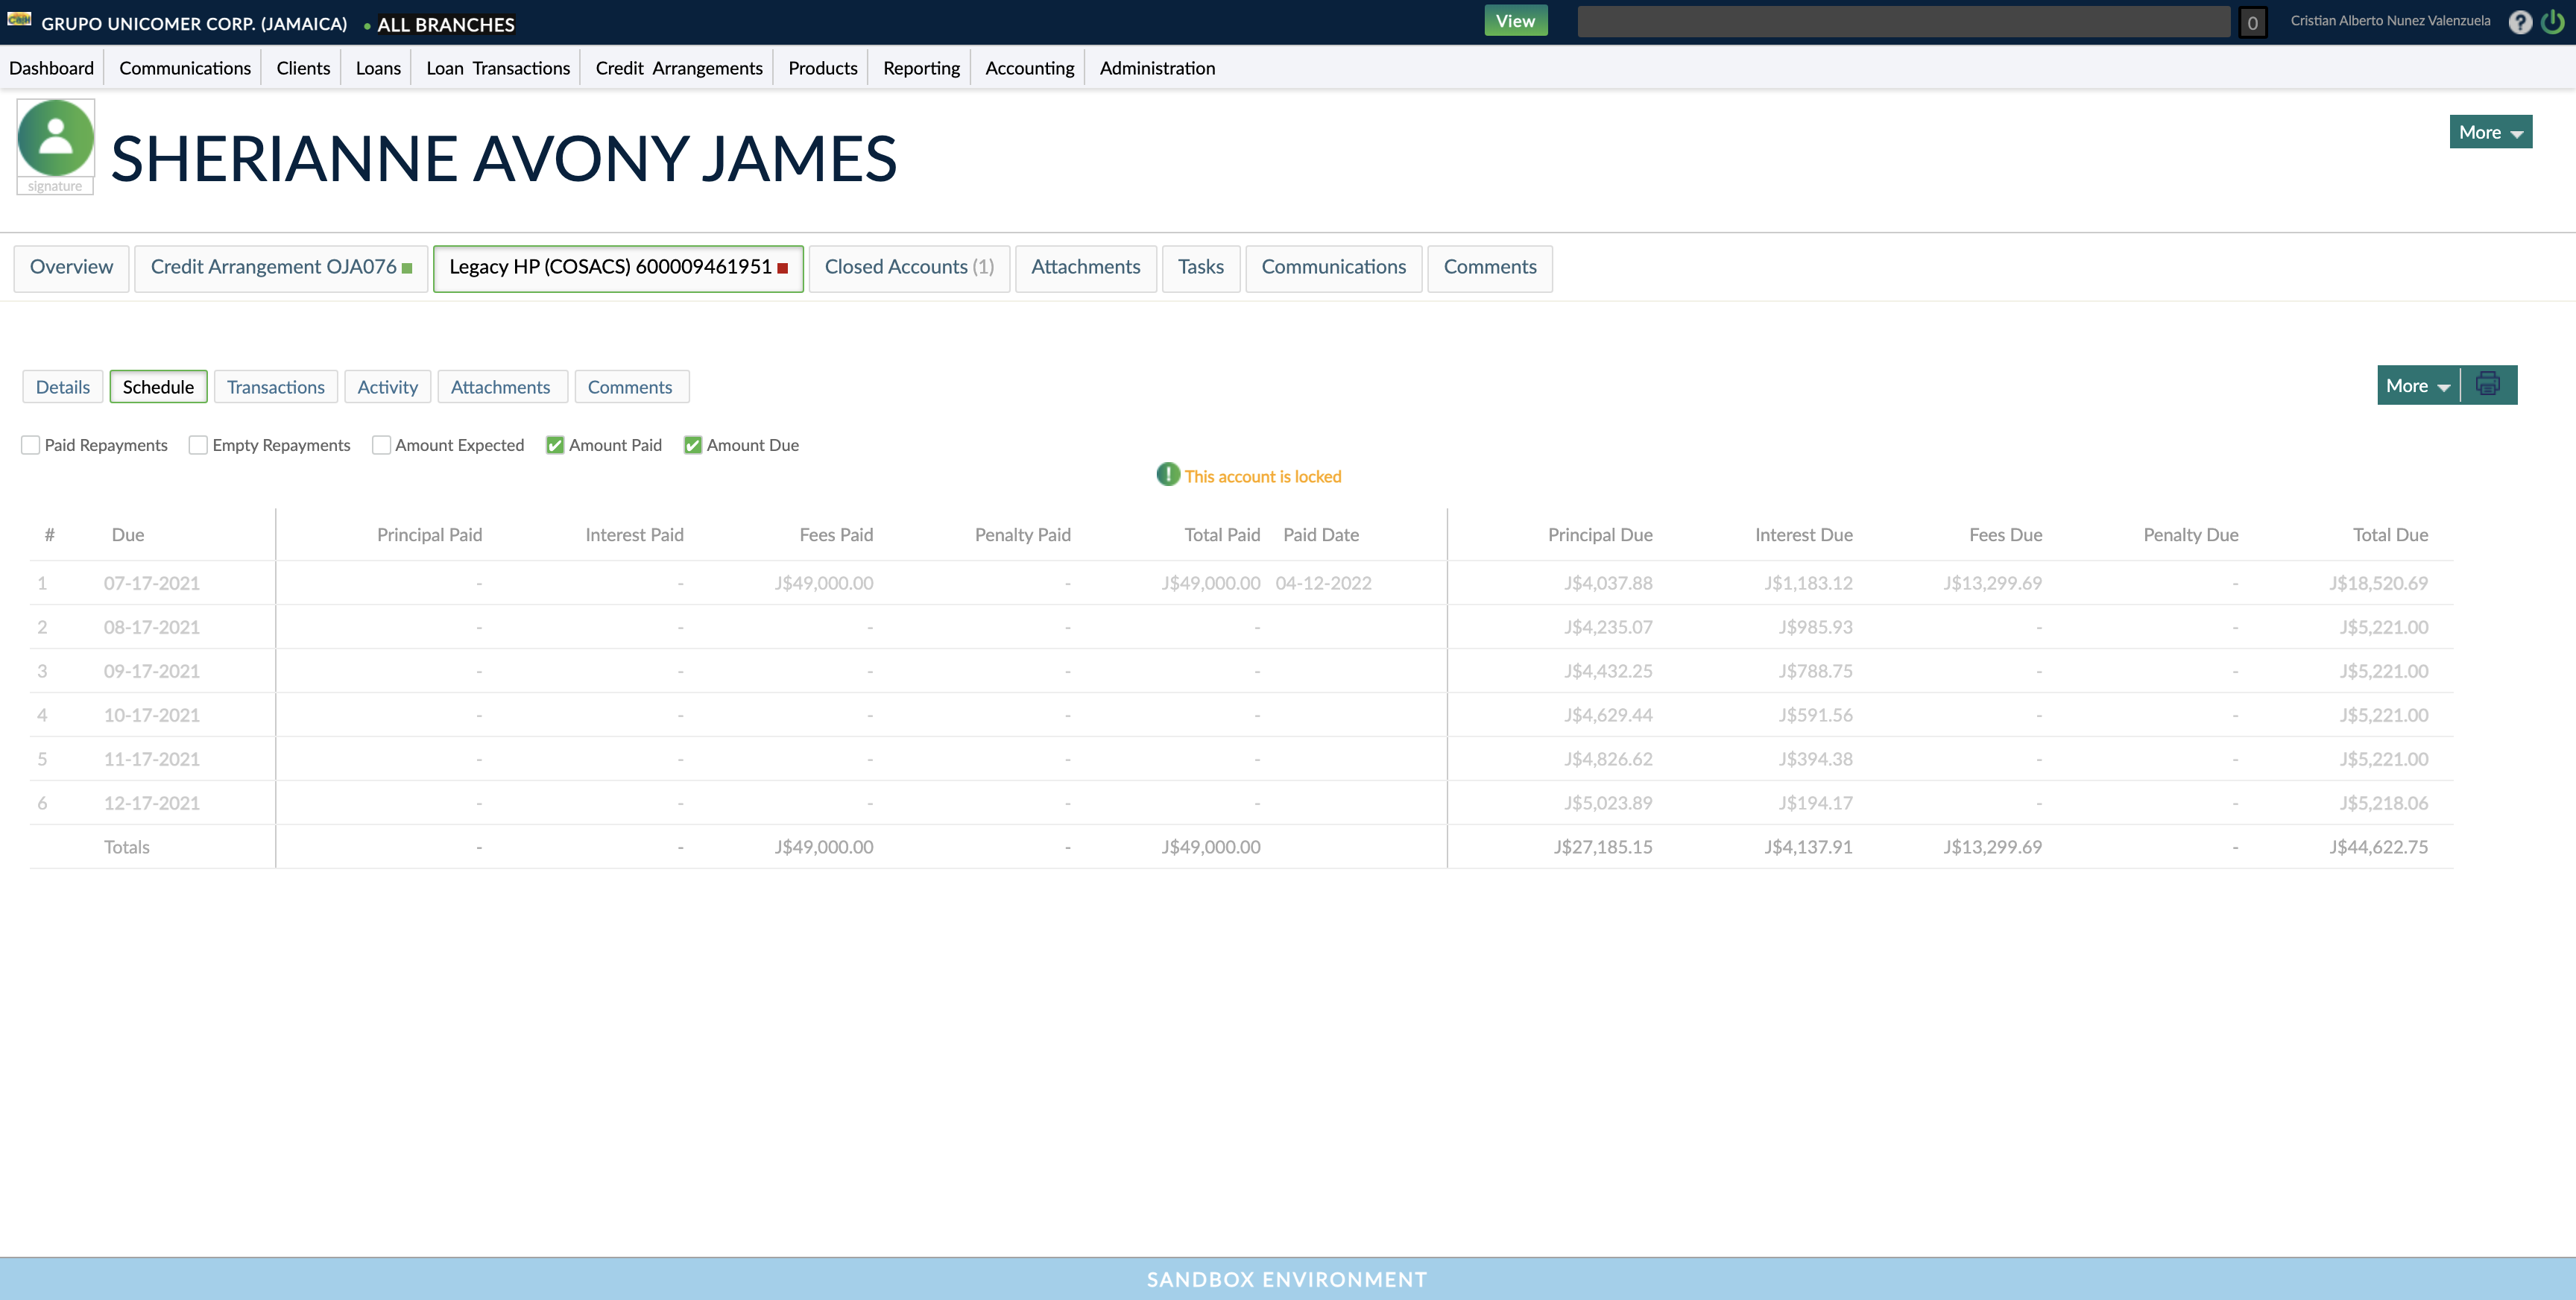 GRUPO UNICOMER CORP. (JAMAICA) • ALL BRANCHES View 0 Cristian Alberto Nunez Valenzuela ?
Dashboard Communications Clients Loans Loan Transactions Credit Arrangements Products Reporting Accounting Administration
SHERIANNE AVONY JAMES More
signature
Overview Credit Arrangement OJA076 Legacy HP (COSACS) 600009461951 Closed Accounts (1) Attachments Tasks Communications Comments
Details Schedule Transactions Activity Attachments Comments More
Paid Repayments Empty Repayments Amount Expected Amount Paid Amount Due
! This account is locked
# Due Principal Paid Interest Paid Fees Paid Penalty Paid Total Paid Paid Date Principal Due Interest Due Fees Due Penalty Due Total Due
1 07-17-2021 - - J$49,000.00 - J$49,000.00 04-12-2022 J$4,037.88 J$1,183.12 J$13,299.69 - J$18,520.69
2 08-17-2021 - - - - - J$4,235.07 J$985.93 - - J$5,221.00
3 09-17-2021 - - - - - J$4,432.25 J$788.75 - - J$5,221.00
4 10-17-2021 - - - - - J$4,629.44 J$591.56 - - J$5,221.00
5 11-17-2021 - - - - - J$4,826.62 J$394.38 - - J$5,221.00
6 12-17-2021 - - - - - J$5,023.89 J$194.17 - - J$5,218.06
Totals - - J$49,000.00 - J$49,000.00 J$27,185.15 J$4,137.91 J$13,299.69 - J$44,622.75
SANDBOX ENVIRONMENT